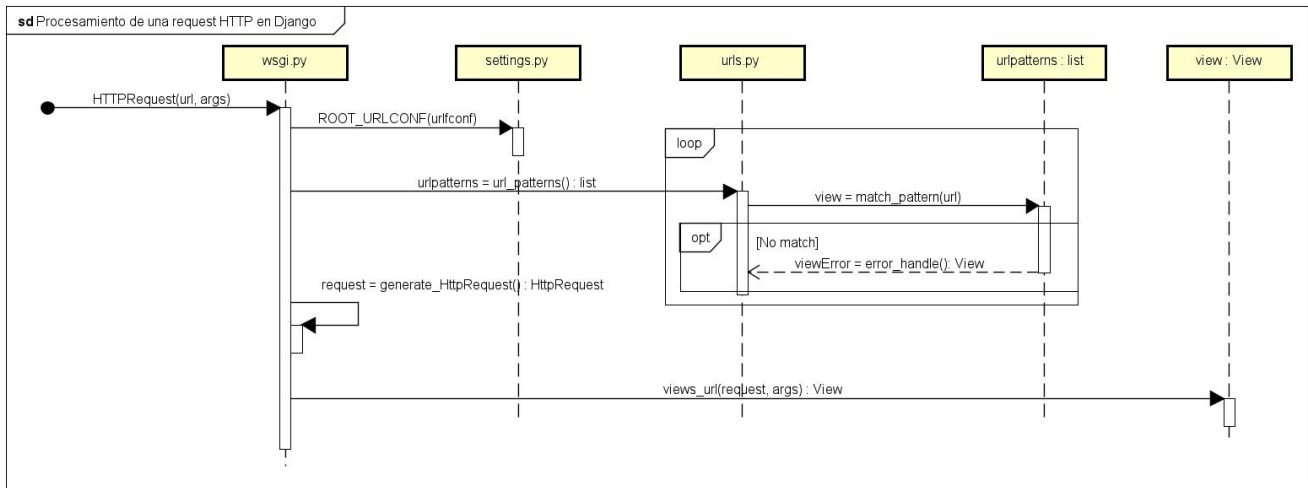 sd Procesamiento de una request HTTP en Django
wsgi.py
settings.py
urls.py
urlpatterns : list
view : View
HTTPRequest(url, args)
ROOT_URLCONF(urlfconf)
loop
urlpatterns = url_patterns() : list
view = match_pattern(url)
opt
[No match]
viewError = error_handle(): View
request = generate_HttpRequest() : HttpRequest
views_url(request, args) : View